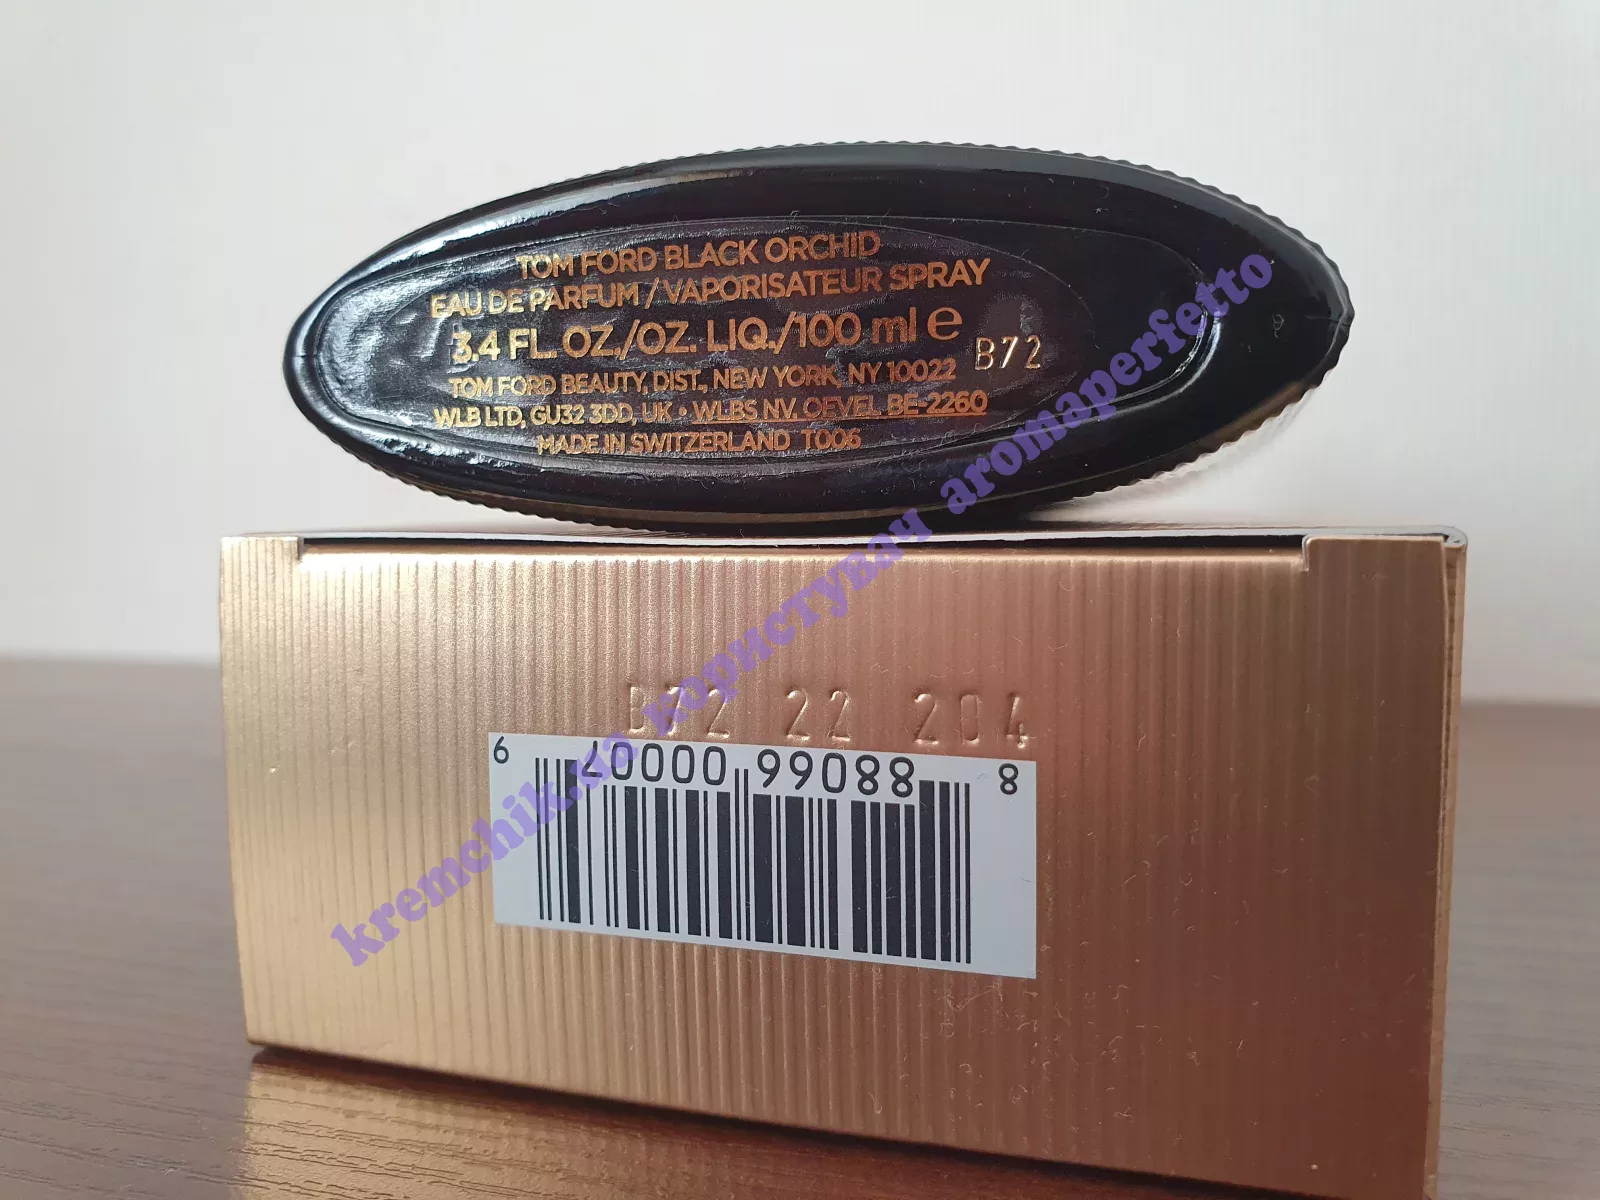 TOM FORD BLACK ORCHID
EAU DE PARFUM / VAPORISATEUR SPRAY
3.4 FL. OZ./OZ. LIQ./100 ml e
B72
TOM FORD BEAUTY, DIST., NEW YORK, NY 10022
WLB LTD, GU32 3DD, UK • WLBS NV. OEVEL BE-2260
MADE IN SWITZERLAND T006
22 204
6 70000 99088 8
kremchik.ua користувач aromaperfetto